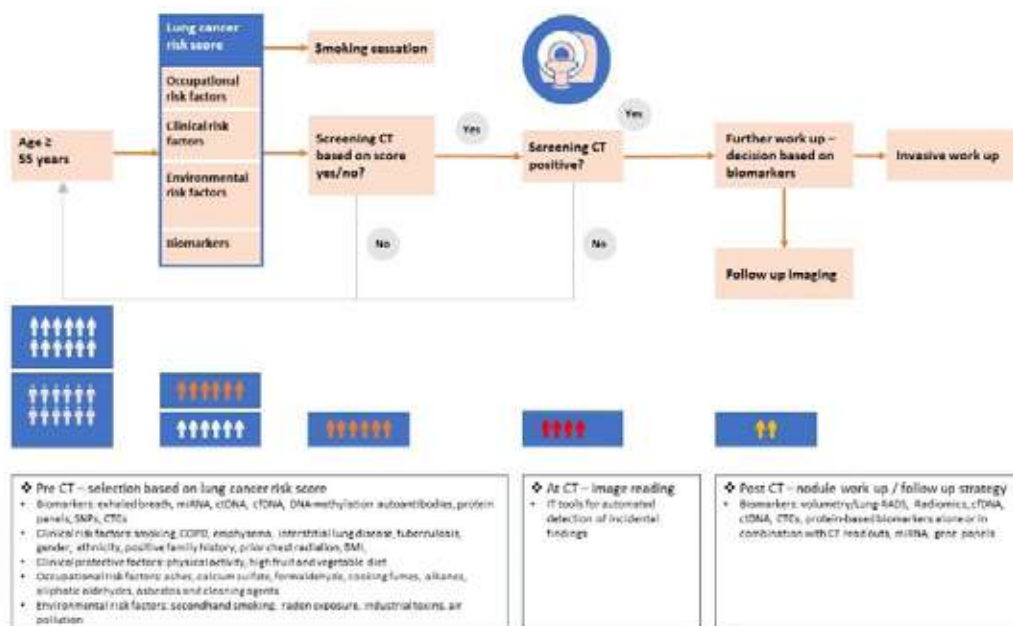 Lung cancer
risk score
Smoking sessation
Occupational
risk factors
Clinical risk
factors
Environmental
risk factors
Biomarkers
Age ≥
55 years
Screening CT
based on score
yes/no?
Yes
No
Screening CT
positive?
Yes
No
Further work up –
decision based on
biomarkers
Invasive work up
Follow up imaging
❖ Pre CT – selection based on lung cancer risk score
• Biomarkers: exhaled breath, miRNA, ctDNA, cfDNA, DNA-methylation autoantibodies, protein
panels, SNPs, CTCs
• Clinical risk factors: smoking, COPD, emphysema, interstitial lung disease, tuberculosis,
gender, ethnicity, positive family history, prior chest radiation, BMI,
• Clinical protective factors: physical activity, high fruit and vegetable diet
• Occupational risk factors: ashes, calcium sulfate, formaldehyde, cooking fumes, alkanes,
aliphatic aldehydes, asbestos and cleaning agents
• Environmental risk factors: secondhand smoking, radon exposure, industrial toxins, air
pollution
❖ At CT – image reading
• IT tools for automated
detection of incidental
findings
❖ Post CT – nodule work up / follow up strategy
• Biomarkers: volumetry/Lung-RADS, Radiomics, cfDNA,
ctDNA, CTCs, protein-based biomarkers alone or in
combination with CT read outs, miRNA, gene panels